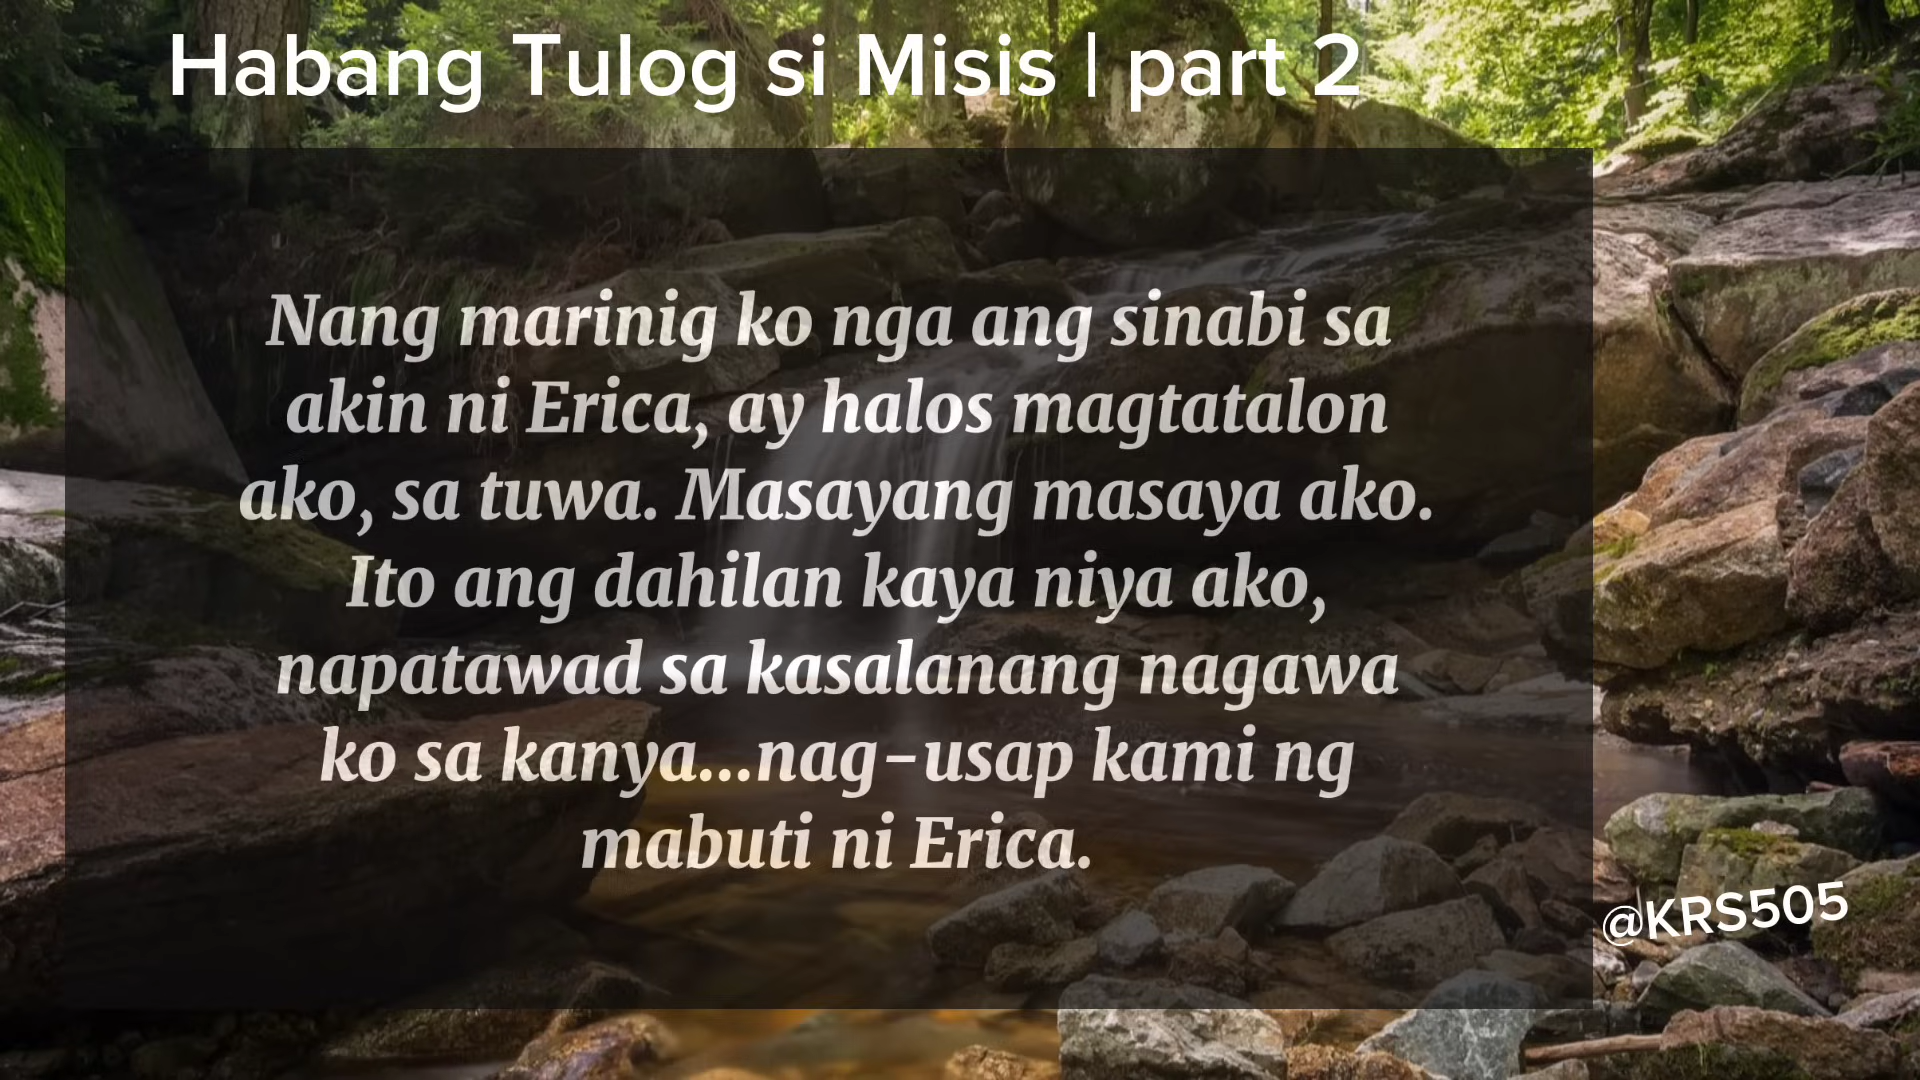 Habang Tulog si Misis | part 2
Nang marinig ko nga ang sinabi sa
akin ni Erica, ay halos magtatalon
ako, sa tuwa. Masayang masaya ako.
Ito ang dahilan kaya niya ako,
napatawad sa kasalanang nagawa
ko sa kanya...nag-usap kami ng
mabuti ni Erica.
@KRS505